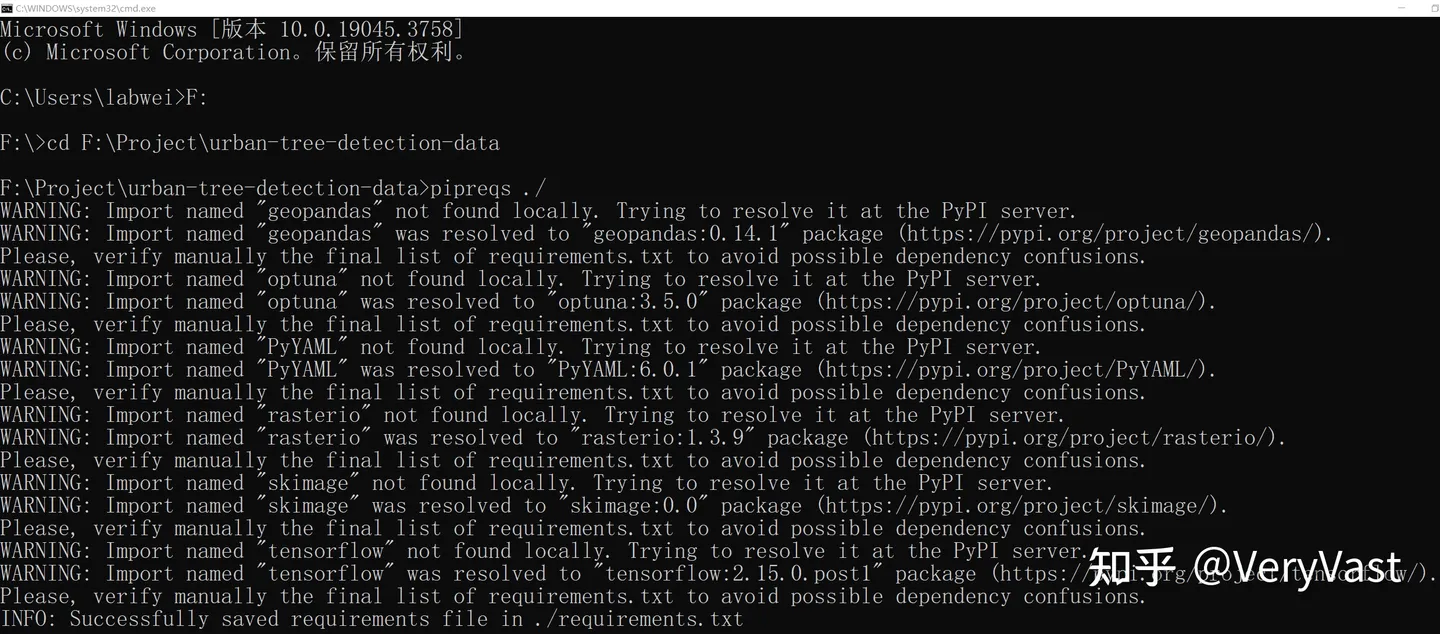 C:\WINDOWS\system32\cmd.exe
Microsoft Windows [版本 10.0.19045.3758]
(c) Microsoft Corporation。保留所有权利。
C:\Users\labwei>F:
F:\>cd F:\Project\urban-tree-detection-data
F:\Project\urban-tree-detection-data>pipreqs ./
WARNING: Import named "geopandas" not found locally. Trying to resolve it at the PyPI server.
WARNING: Import named "geopandas" was resolved to "geopandas:0.14.1" package (https://pypi.org/project/geopandas/).
Please, verify manually the final list of requirements.txt to avoid possible dependency confusions.
WARNING: Import named "optuna" not found locally. Trying to resolve it at the PyPI server.
WARNING: Import named "optuna" was resolved to "optuna:3.5.0" package (https://pypi.org/project/optuna/).
Please, verify manually the final list of requirements.txt to avoid possible dependency confusions.
WARNING: Import named "PyYAML" not found locally. Trying to resolve it at the PyPI server.
WARNING: Import named "PyYAML" was resolved to "PyYAML:6.0.1" package (https://pypi.org/project/PyYAML/).
Please, verify manually the final list of requirements.txt to avoid possible dependency confusions.
WARNING: Import named "rasterio" not found locally. Trying to resolve it at the PyPI server.
WARNING: Import named "rasterio" was resolved to "rasterio:1.3.9" package (https://pypi.org/project/rasterio/).
Please, verify manually the final list of requirements.txt to avoid possible dependency confusions.
WARNING: Import named "skimage" not found locally. Trying to resolve it at the PyPI server.
WARNING: Import named "skimage" was resolved to "skimage:0.0" package (https://pypi.org/project/skimage/).
Please, verify manually the final list of requirements.txt to avoid possible dependency confusions.
WARNING: Import named "tensorflow" not found locally. Trying to resolve it at the PyPI server.
WARNING: Import named "tensorflow" was resolved to "tensorflow:2.15.0.post1" package (https://pypi.org/project/tensorflow/).
Please, verify manually the final list of requirements.txt to avoid possible dependency confusions.
INFO: Successfully saved requirements file in ./requirements.txt
知乎 @VeryVast